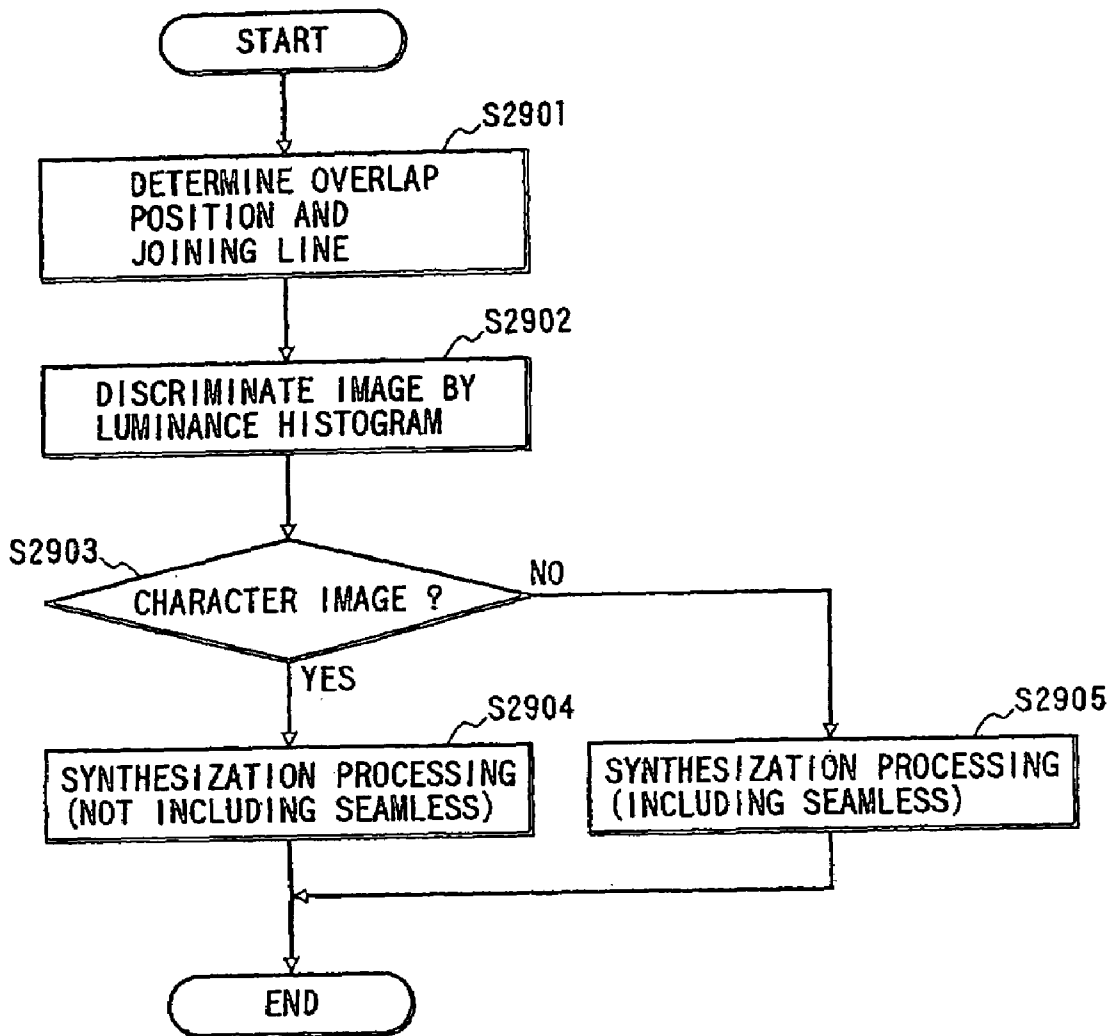 START
S2901
DETERMINE OVERLAP
POSITION AND
JOINING LINE
S2902
DISCRIMINATE IMAGE BY
LUMINANCE HISTOGRAM
S2903
CHARACTER IMAGE ?
NO
YES
S2904
SYNTHESIZATION PROCESSING
(NOT INCLUDING SEAMLESS)
S2905
SYNTHESIZATION PROCESSING
(INCLUDING SEAMLESS)
END